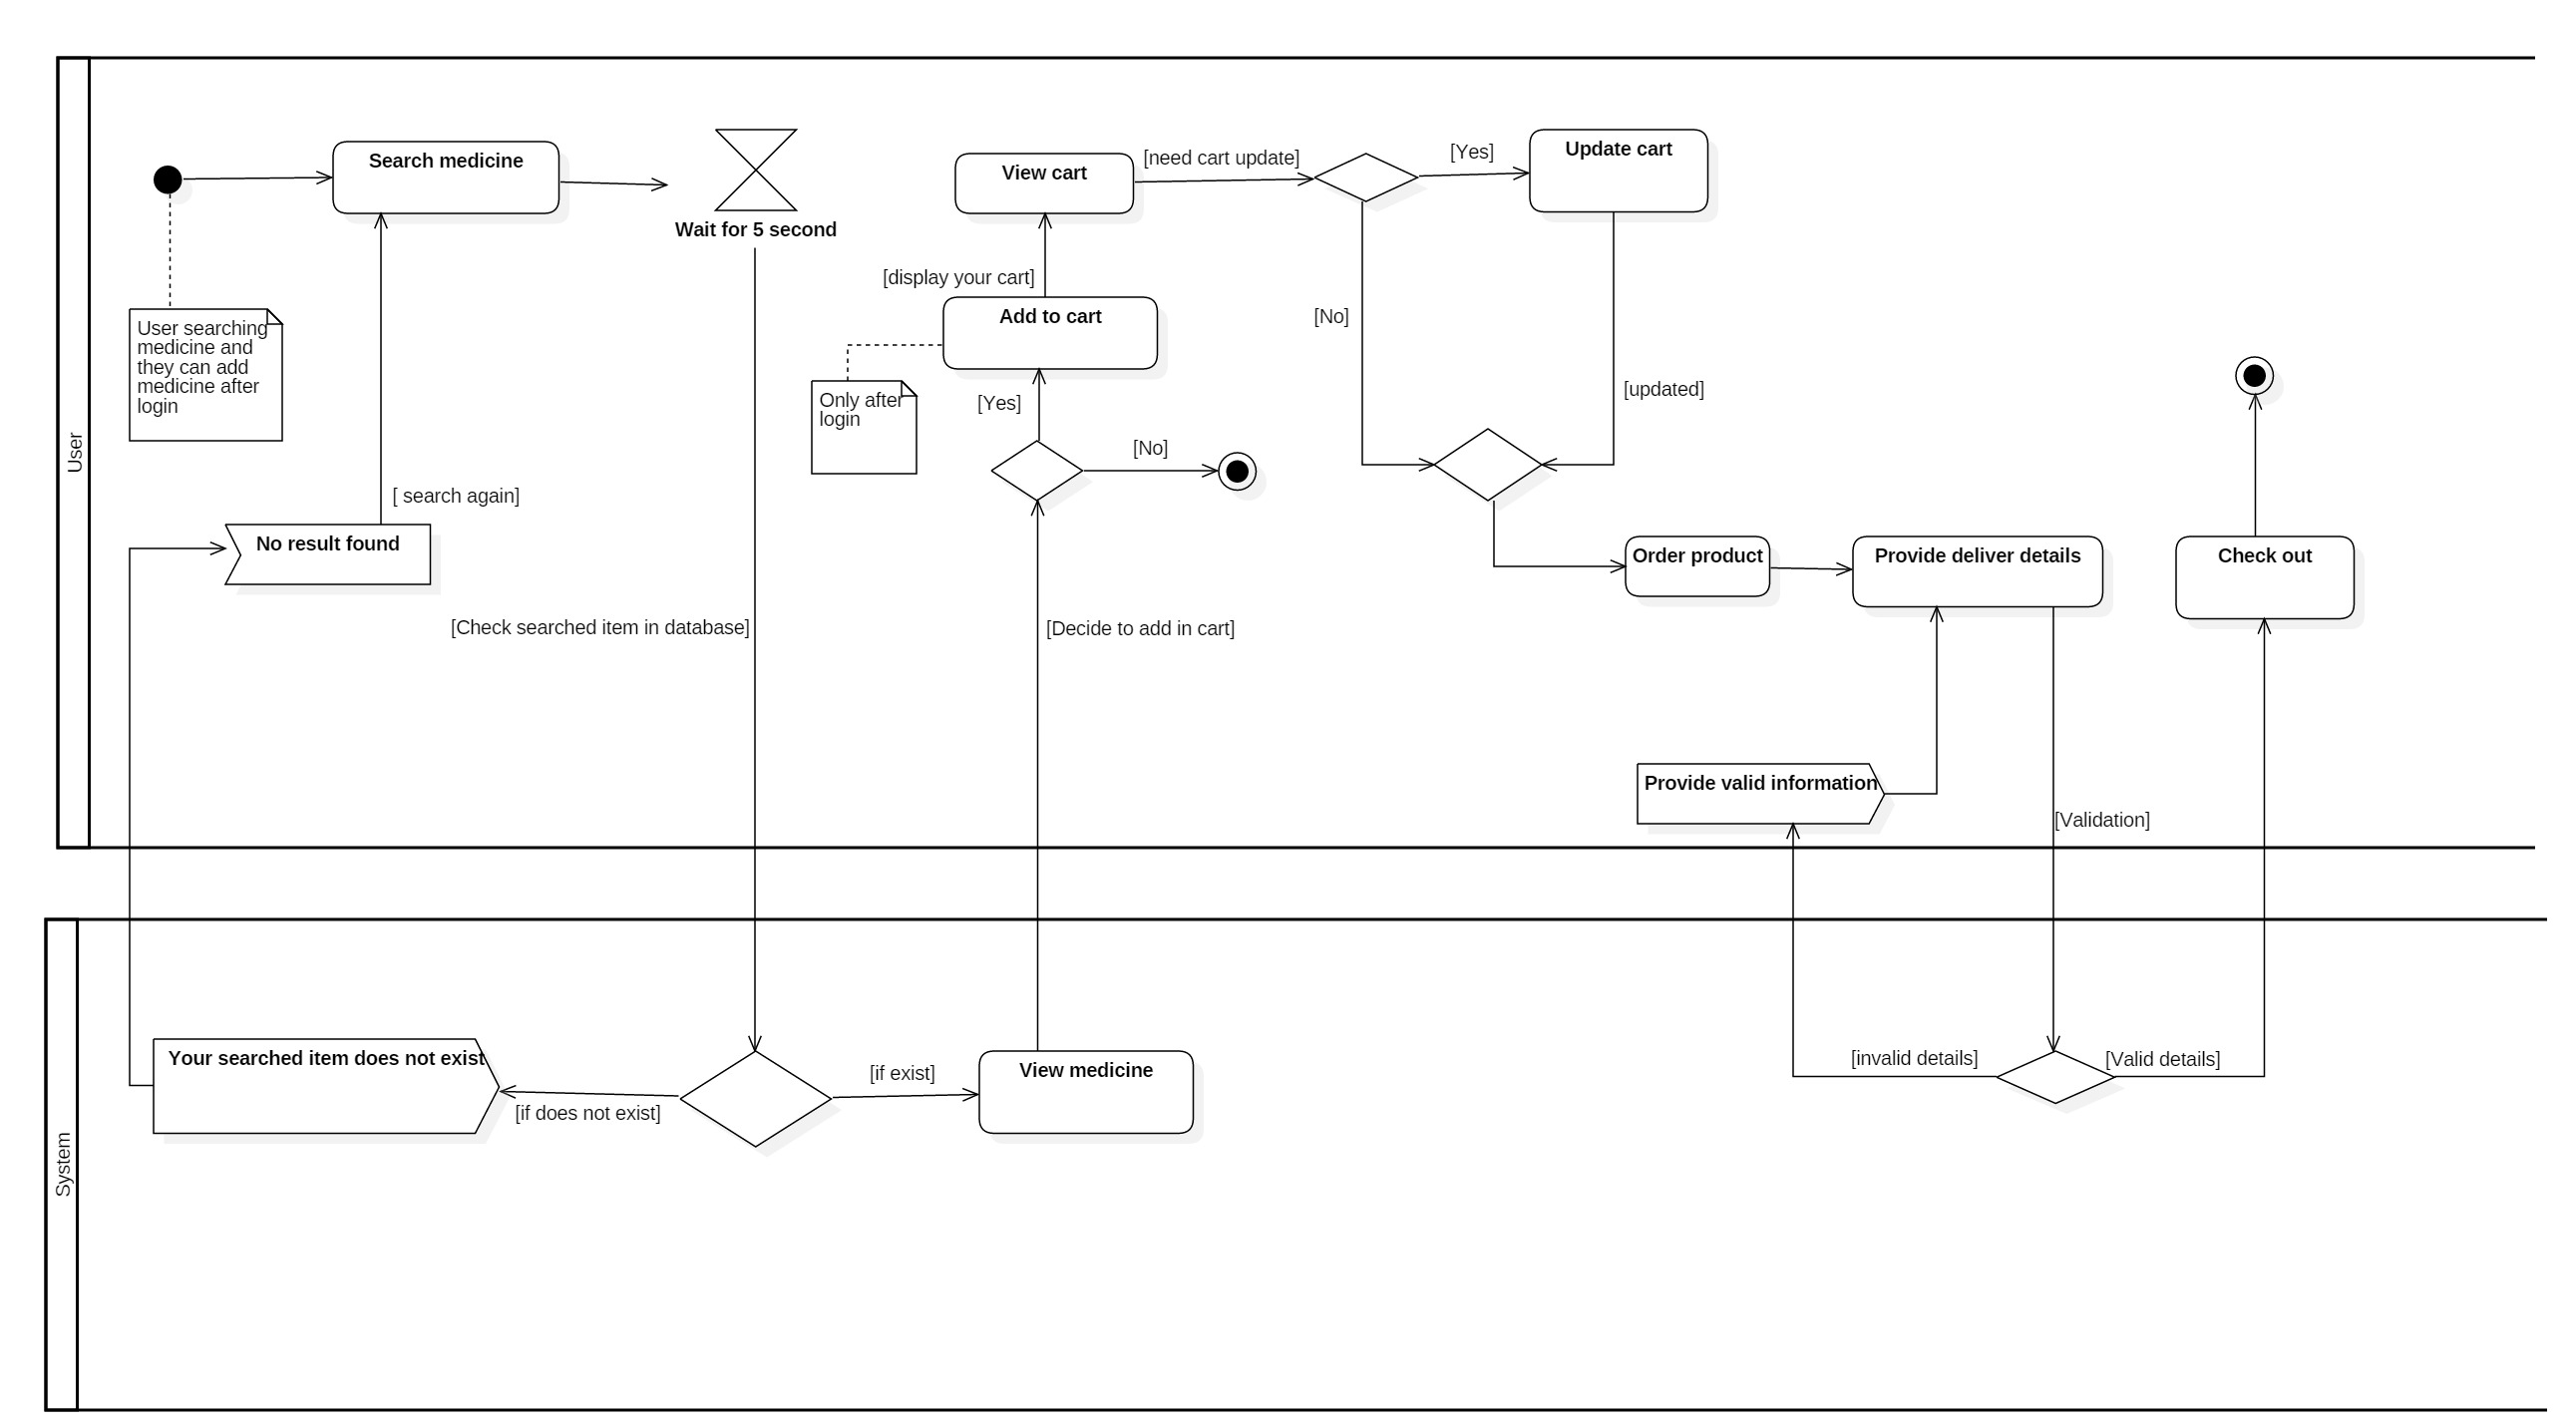 User
Search medicine
Wait for 5 second
View cart
[need cart update]
[Yes]
Update cart
[display your cart]
Add to cart
[No]
User searching
medicine and
they can add
medicine after
login
Only after
login
[Yes]
[No]
[updated]
[ search again]
No result found
Order product
Provide deliver details
Check out
[Check searched item in database]
[Decide to add in cart]
Provide valid information
[Validation]
System
Your searched item does not exist
[if does not exist]
[if exist]
View medicine
[invalid details]
[Valid details]